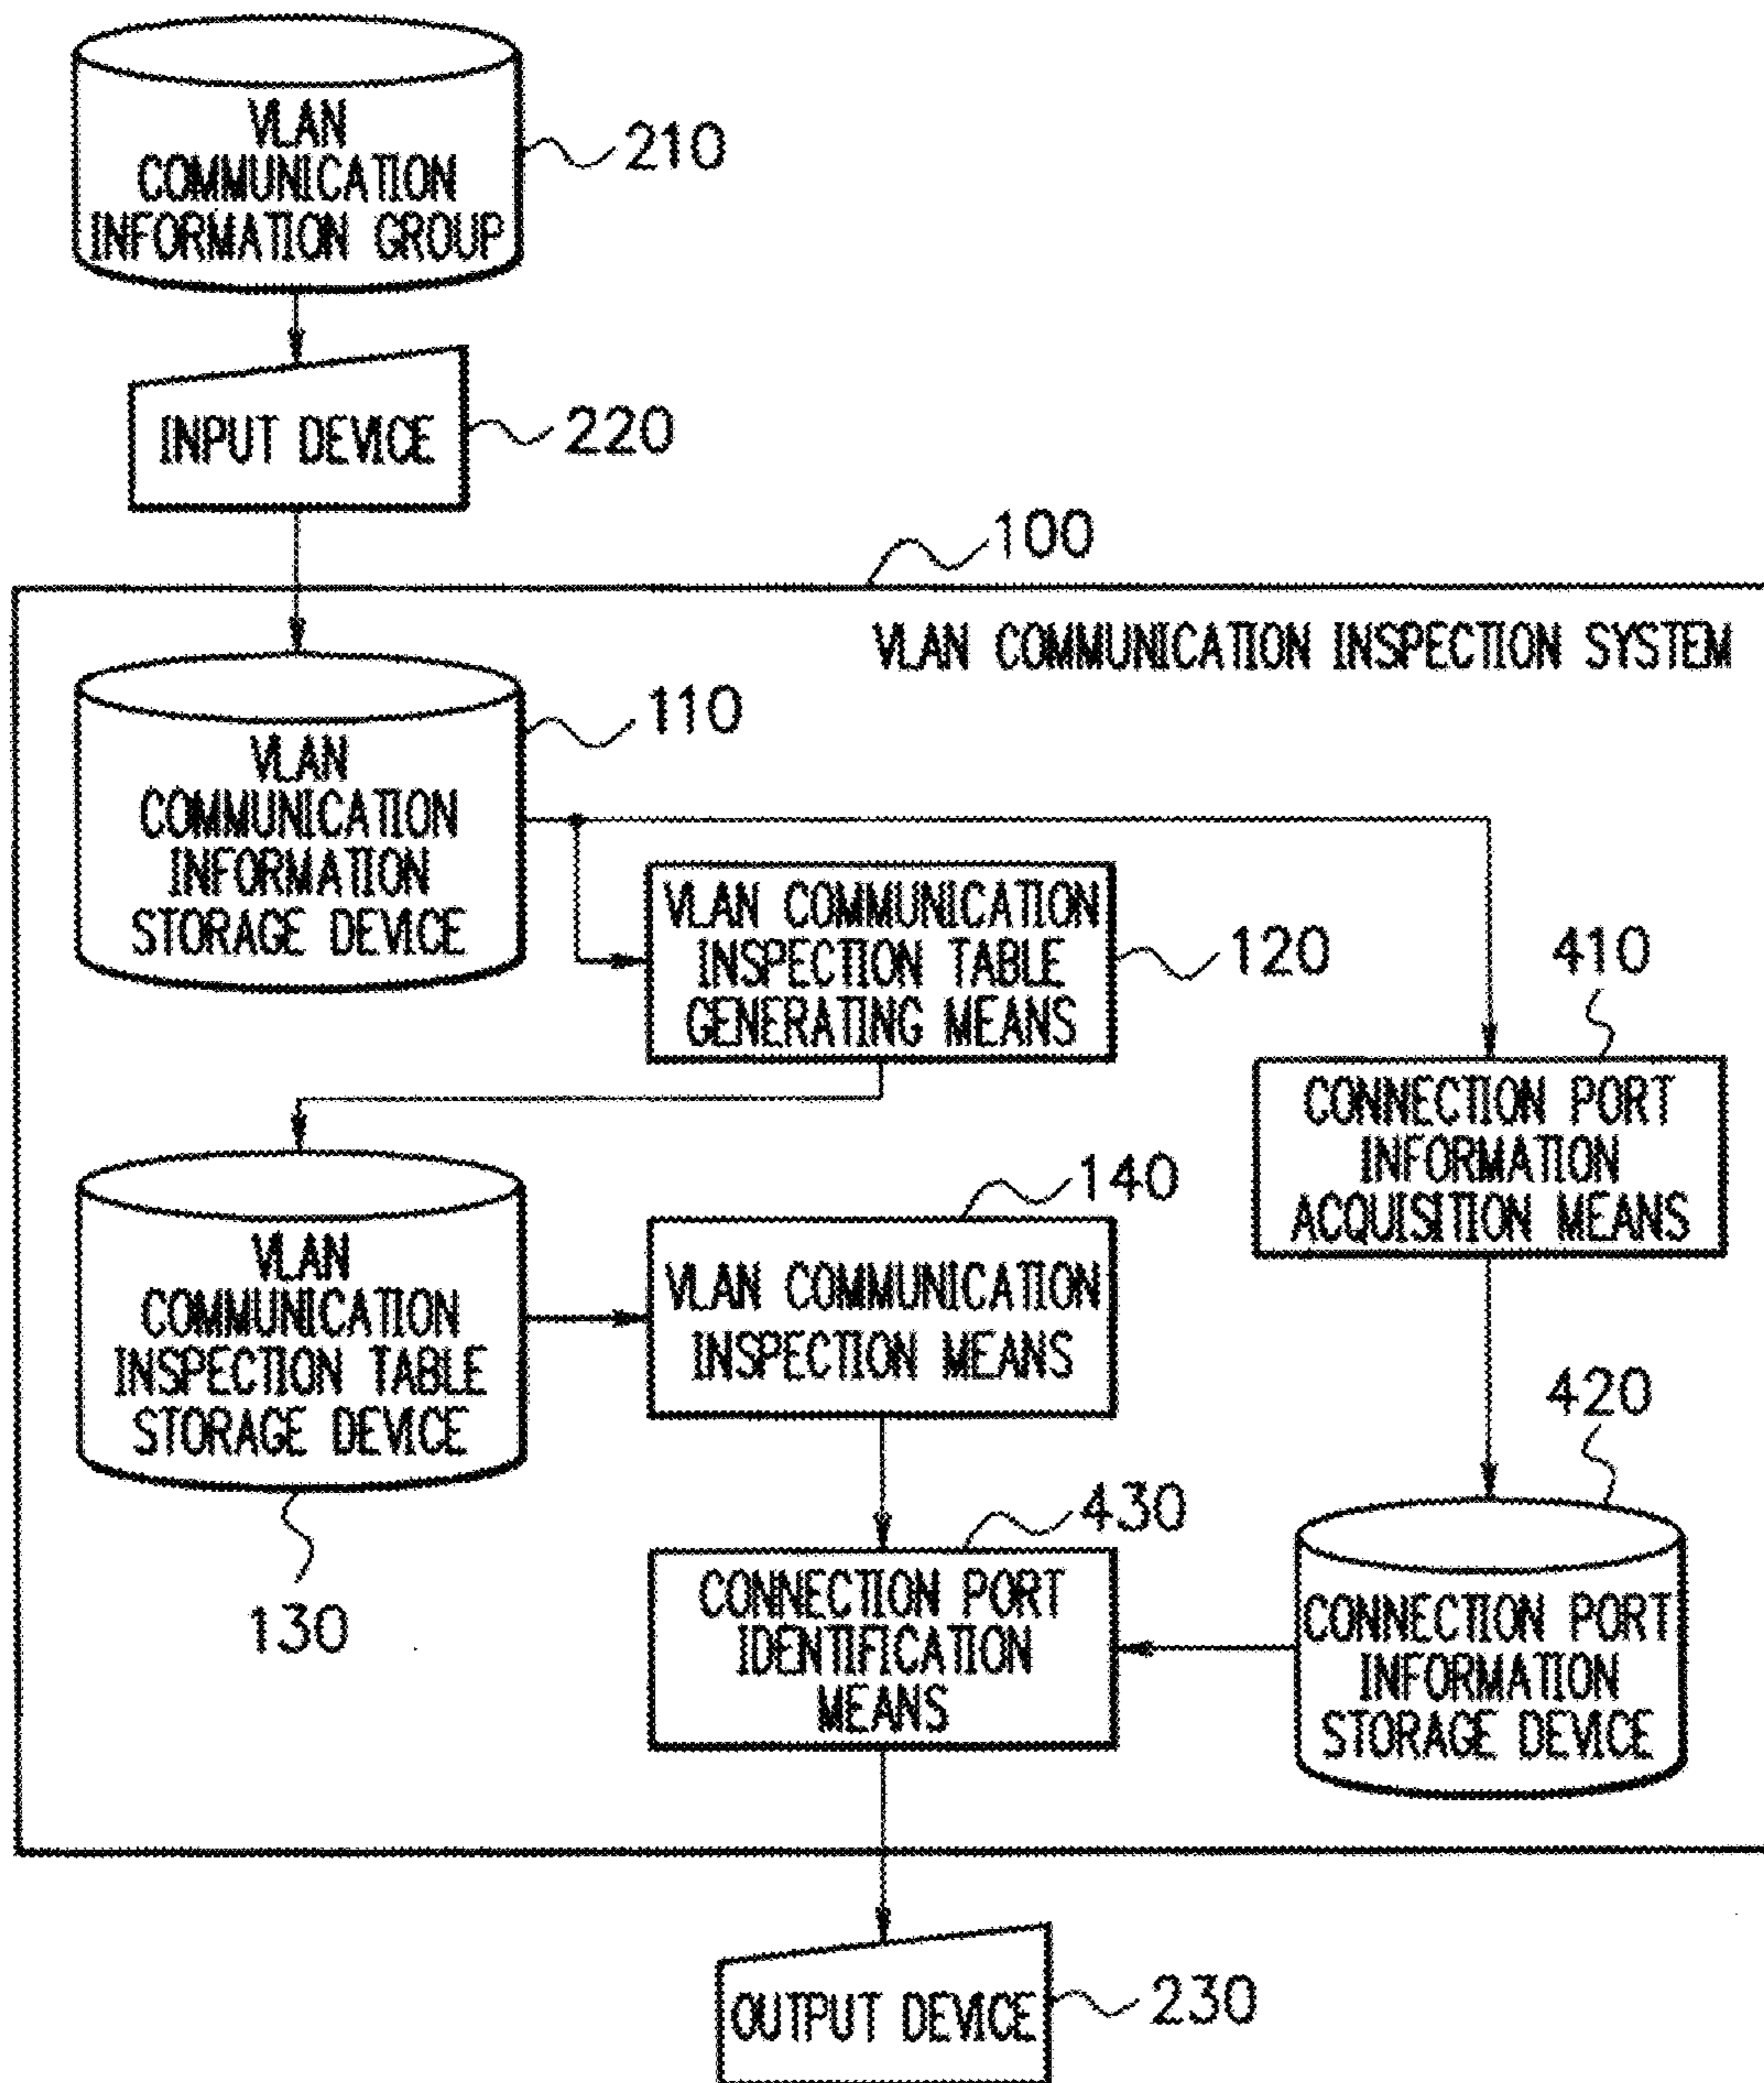 VLAN
COMMUNICATION
INFORMATION GROUP
210
INPUT DEVICE
220
100
VLAN COMMUNICATION INSPECTION SYSTEM
VLAN
COMMUNICATION
INFORMATION
STORAGE DEVICE
110
VLAN COMMUNICATION
INSPECTION TABLE
GENERATING MEANS
120
410
CONNECTION PORT
INFORMATION
ACQUISITION MEANS
VLAN
COMMUNICATION
INSPECTION TABLE
STORAGE DEVICE
130
140
VLAN COMMUNICATION
INSPECTION MEANS
420
CONNECTION PORT
INFORMATION
STORAGE DEVICE
430
CONNECTION PORT
IDENTIFICATION
MEANS
OUTPUT DEVICE
230